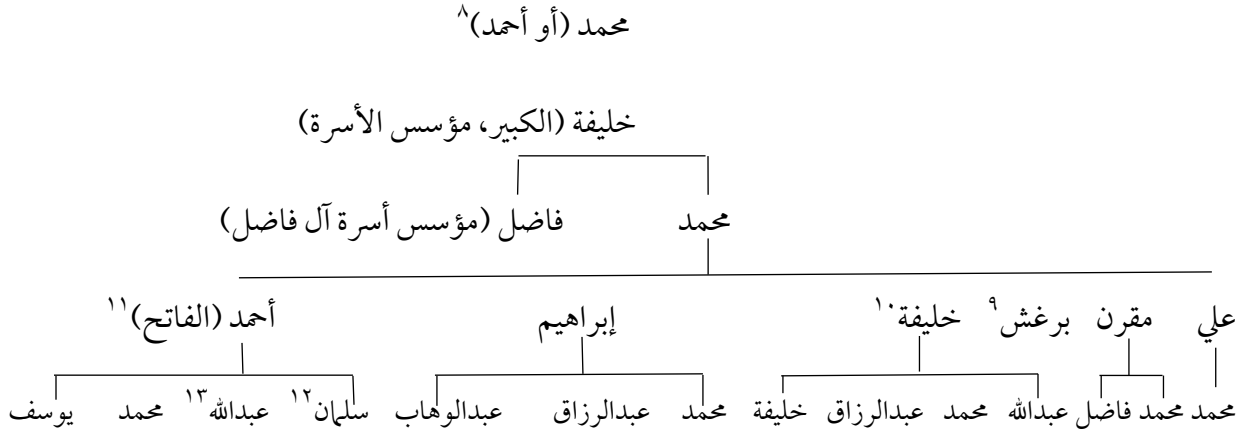 محمد (أو أحمد)٨
خليفة (الكبير، مؤسس الأسرة)
محمد فاضل (مؤسس أسرة آل فاضل)
علي مقرن برغش٩ خليفة١٠ إبراهيم أحمد (الفاتح)١١
محمد محمد فاضل عبدالله محمد عبدالرزاق خليفة محمد عبدالرزاق عبدالوهاب سلمان١٢ عبدالله١٣ محمد يوسف